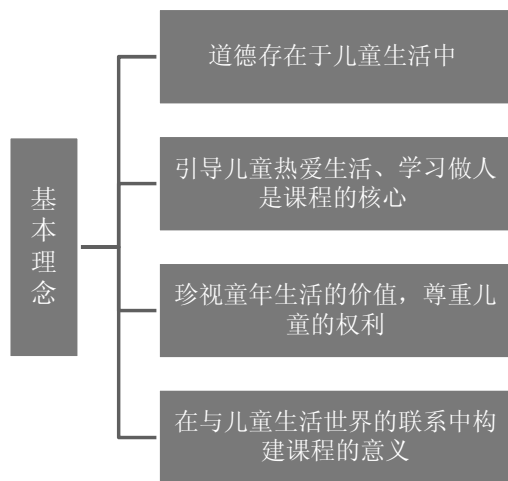 基本理念
道德存在于儿童生活中
引导儿童热爱生活、学习做人
是课程的核心
珍视童年生活的价值，尊重儿
童的权利
在与儿童生活世界的联系中构
建课程的意义